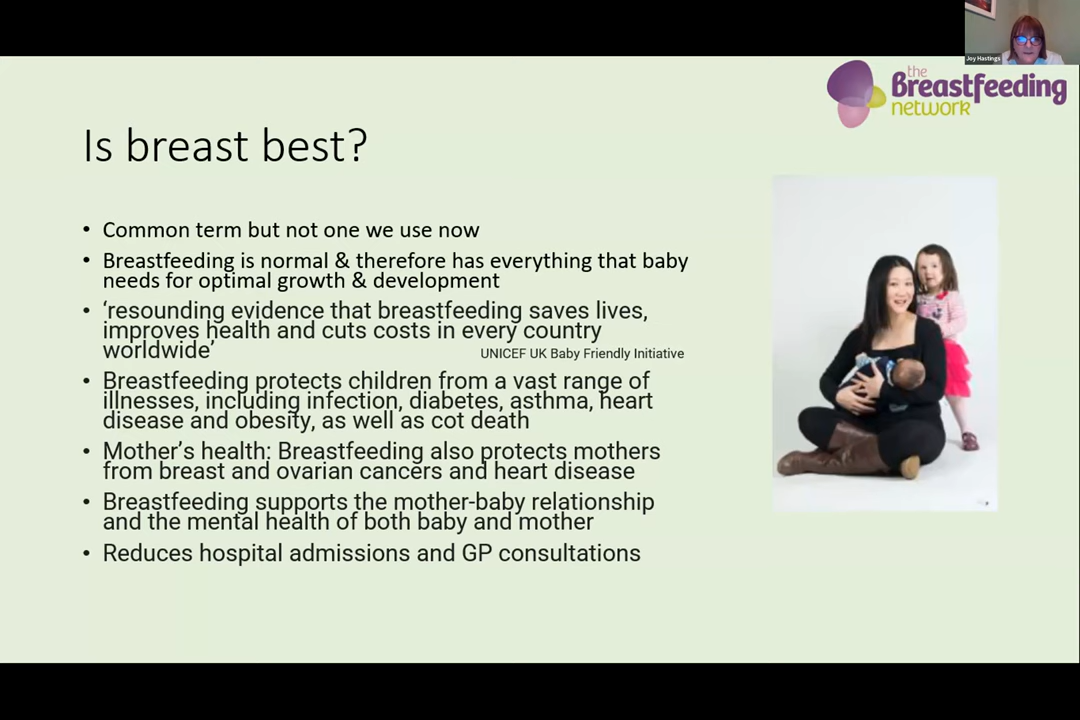 Joy Hastings
the
Breastfeeding
network
Is breast best?
• Common term but not one we use now
• Breastfeeding is normal & therefore has everything that baby
needs for optimal growth & development
• ‘resounding evidence that breastfeeding saves lives,
improves health and cuts costs in every country
worldwide’
UNICEF UK Baby Friendly Initiative
• Breastfeeding protects children from a vast range of
illnesses, including infection, diabetes, asthma, heart
disease and obesity, as well as cot death
• Mother’s health: Breastfeeding also protects mothers
from breast and ovarian cancers and heart disease
• Breastfeeding supports the mother-baby relationship
and the mental health of both baby and mother
• Reduces hospital admissions and GP consultations